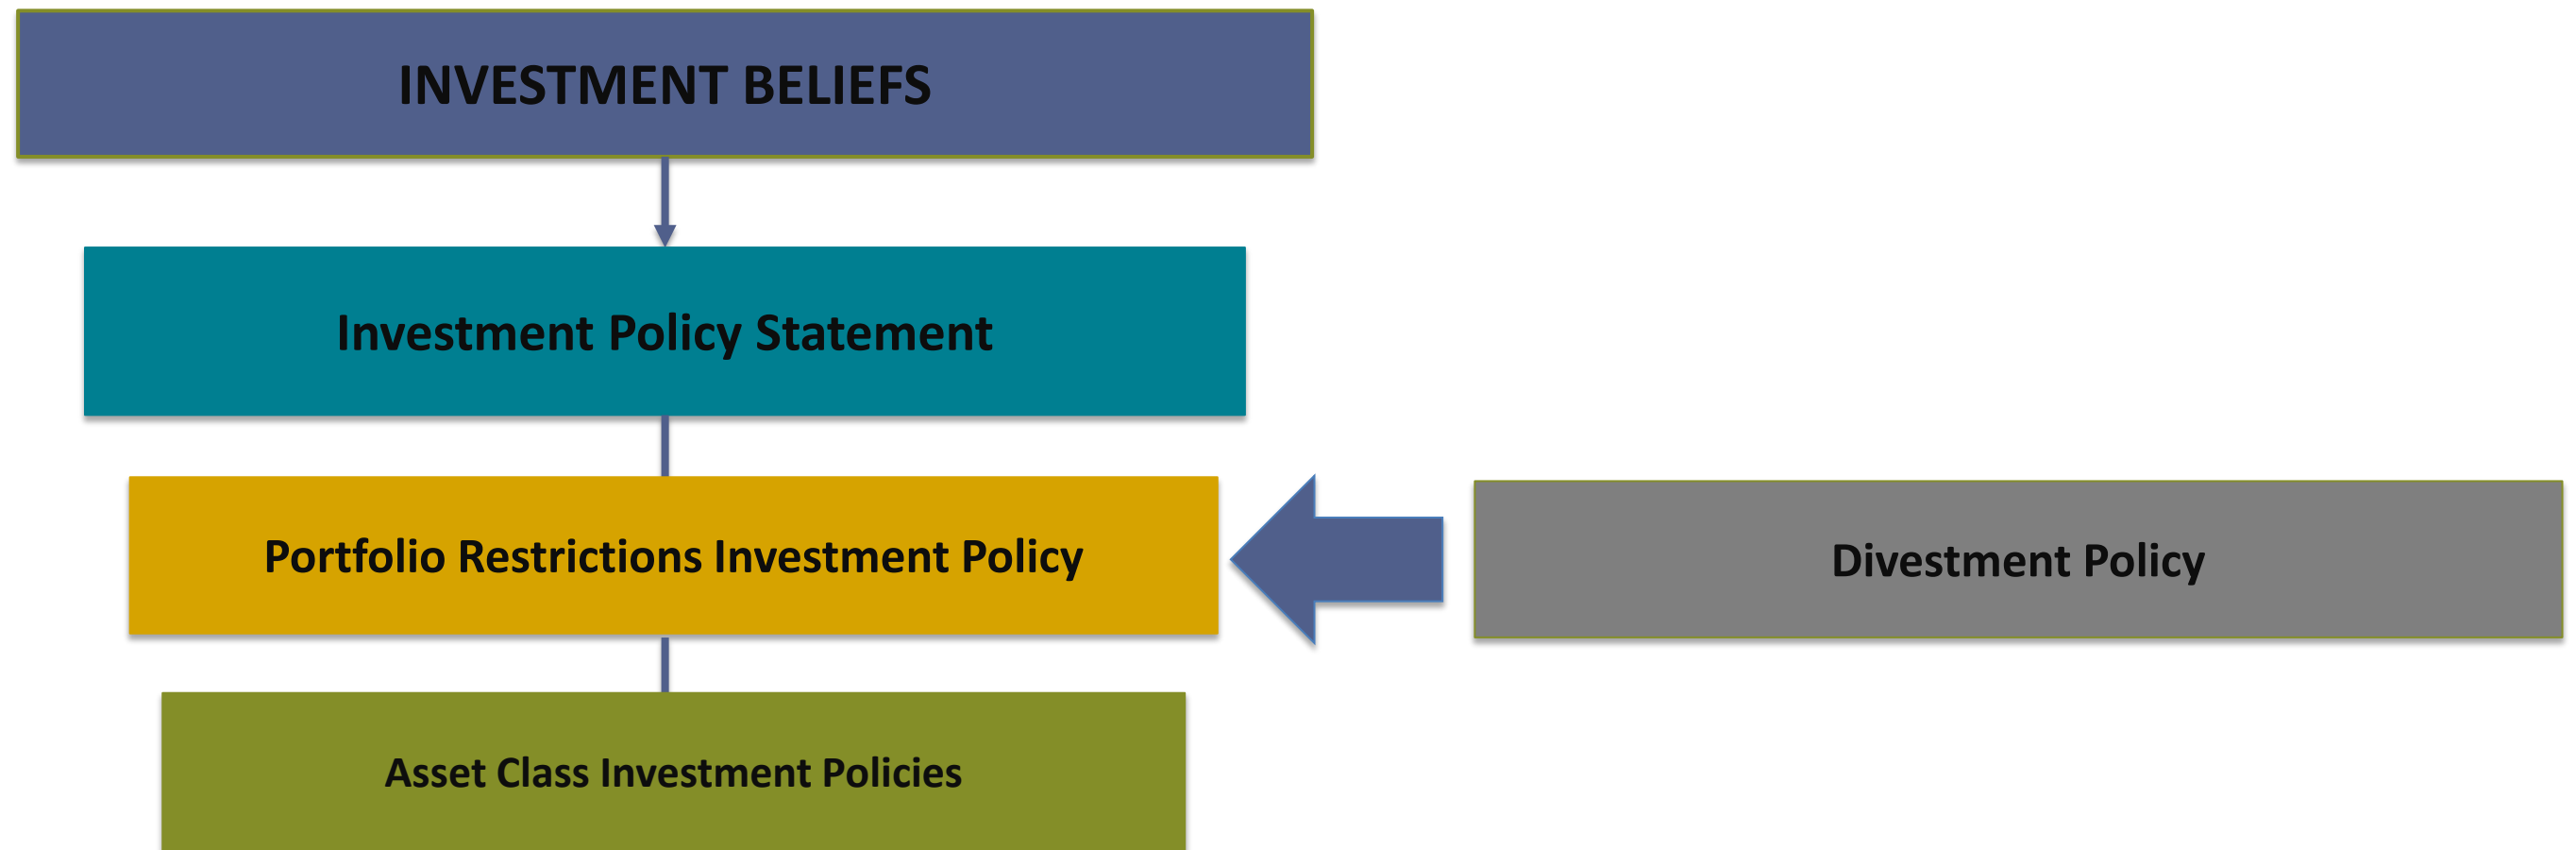 INVESTMENT BELIEFS
Investment Policy Statement
Portfolio Restrictions Investment Policy
Divestment Policy
Asset Class Investment Policies